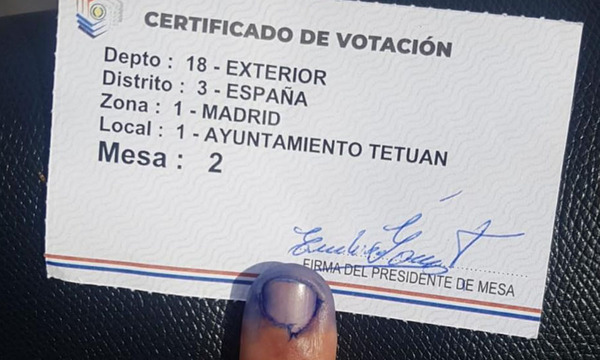 CERTIFICADO DE VOTACIÓN
Depto : 18 - EXTERIOR
Distrito : 3 - ESPAÑA
Zona : 1 - MADRID
Local : 1 - AYUNTAMIENTO TETUAN
Mesa : 2
FIRMA DEL PRESIDENTE DE MESA